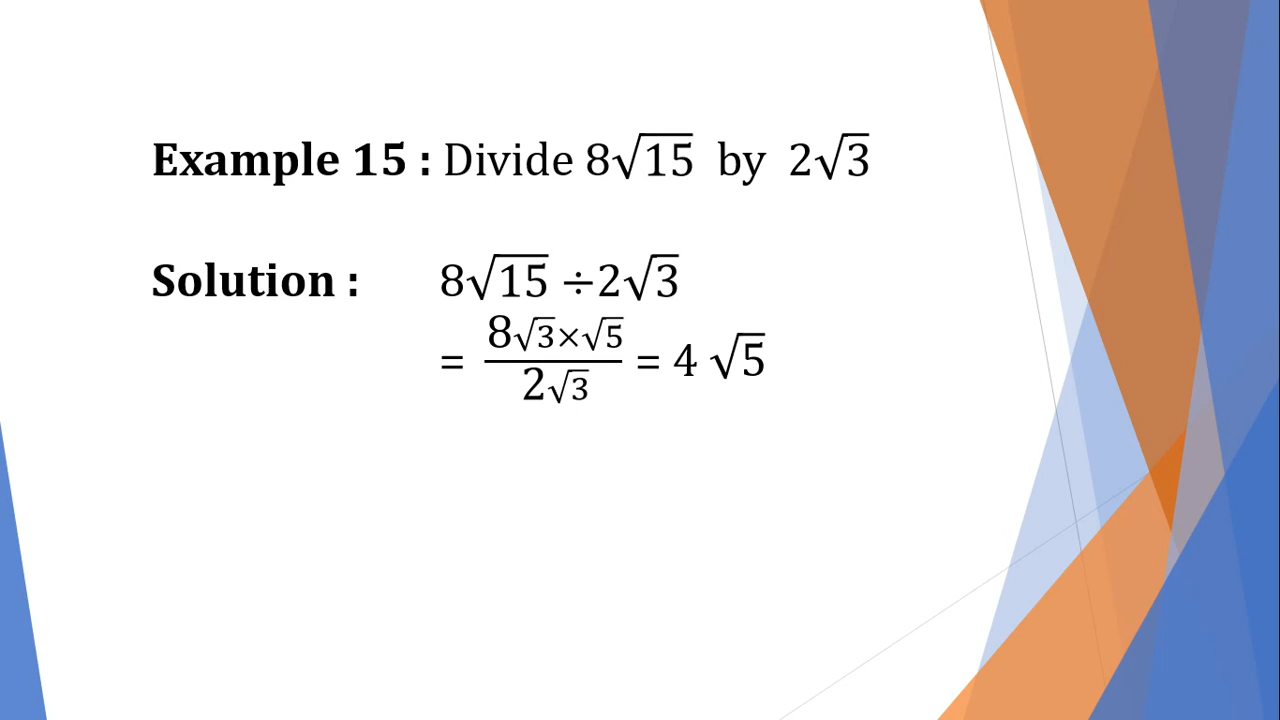 Example 15 : Divide 8√15 by 2√3
Solution : 8√15 ÷2√3
= (8√3×√5)/(2√3) = 4 √5